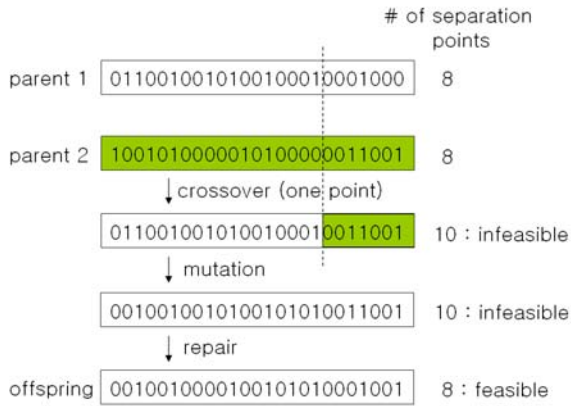 # of separation
points
parent 1 0110010010100100010001000 8
parent 2 1001010000010100000011001 8
crossover (one point)
0110010010100100010011001 10 : infeasible
mutation
0010010010100101010011001 10 : infeasible
repair
offspring 0010010000100101010001001 8 : feasible